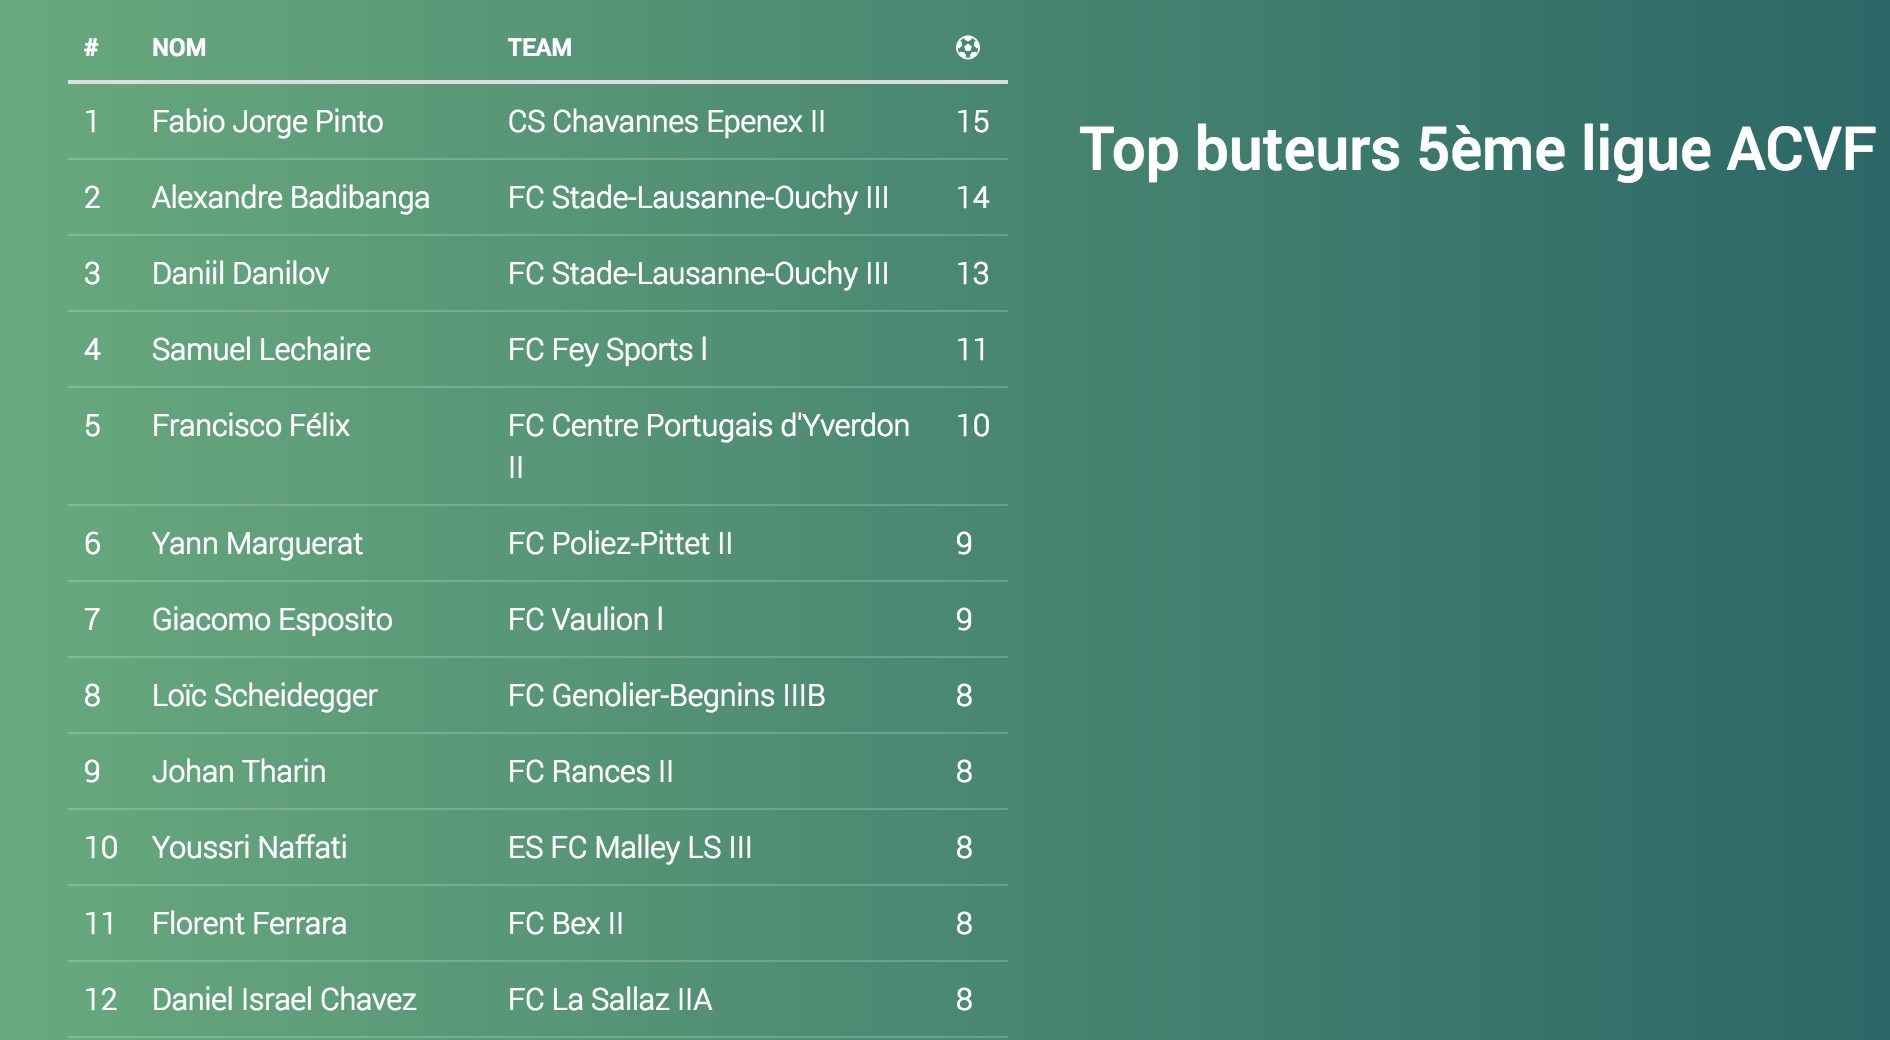 # NOM TEAM ⚽
1 Fabio Jorge Pinto CS Chavannes Epenex II 15
2 Alexandre Badibanga FC Stade-Lausanne-Ouchy III 14
3 Daniil Danilov FC Stade-Lausanne-Ouchy III 13
4 Samuel Lechaire FC Fey Sports l 11
5 Francisco Félix FC Centre Portugais d'Yverdon 10
II
6 Yann Marguerat FC Poliez-Pittet II 9
7 Giacomo Esposito FC Vaulion l 9
8 Loïc Scheidegger FC Genolier-Begnins IIIB 8
9 Johan Tharin FC Rances II 8
10 Youssri Naffati ES FC Malley LS III 8
11 Florent Ferrara FC Bex II 8
12 Daniel Israel Chavez FC La Sallaz IIA 8
Top buteurs 5ème ligue ACVF